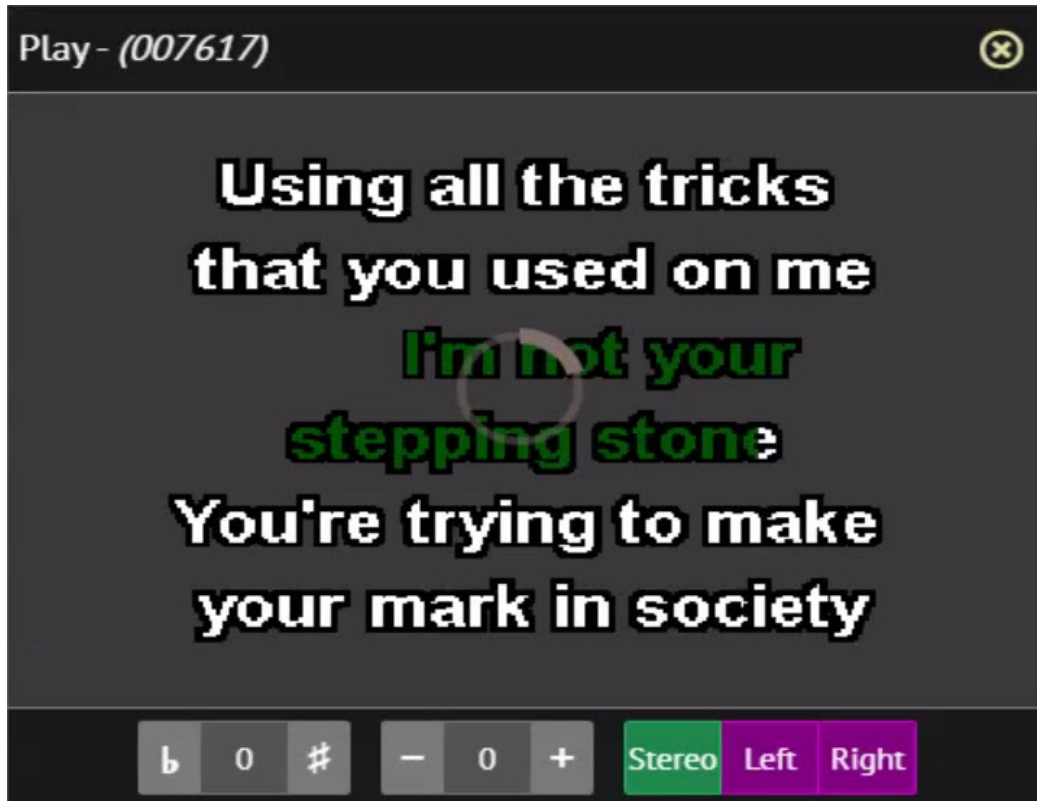 Play - (007617)
Using all the tricks
that you used on me
I'm not your
stepping stone
You're trying to make
your mark in society
♭ 0 ♯ − 0 + Stereo Left Right